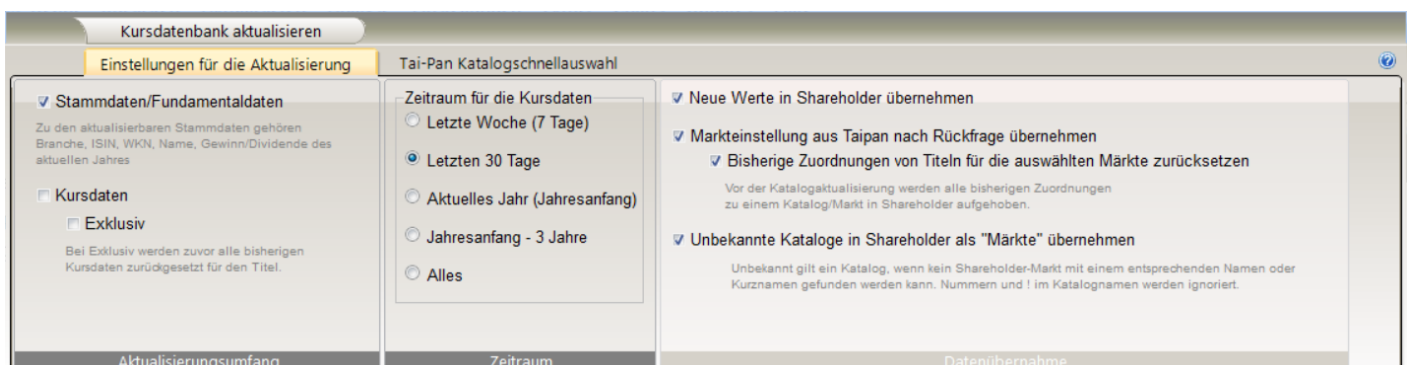 Kursdatenbank aktualisieren
Einstellungen für die Aktualisierung
Tai-Pan Katalogschnellauswahl
Stammdaten/Fundamentaldaten
Zu den aktualisierbaren Stammdaten gehören
Branche, ISIN, WKN, Name, Gewinn/Dividende des
aktuellen Jahres
Kursdaten
Exklusiv
Bei Exklusiv werden zuvor alle bisherigen
Kursdaten zurückgesetzt für den Titel.
Aktualisierungsumfang
Zeitraum für die Kursdaten
Letzte Woche (7 Tage)
Letzten 30 Tage
Aktuelles Jahr (Jahresanfang)
Jahresanfang - 3 Jahre
Alles
Zeitraum
Neue Werte in Shareholder übernehmen
Markteinstellung aus Taipan nach Rückfrage übernehmen
Bisherige Zuordnungen von Titeln für die auswählten Märkte zurücksetzen
Vor der Katalogaktualisierung werden alle bisherigen Zuordnungen
zu einem Katalog/Markt in Shareholder aufgehoben.
Unbekannte Kataloge in Shareholder als "Märkte" übernehmen
Unbekannt gilt ein Katalog, wenn kein Shareholder-Markt mit einem entsprechenden Namen oder
Kurznamen gefunden werden kann. Nummern und ! im Katalognamen werden ignoriert.
Datenübernahme